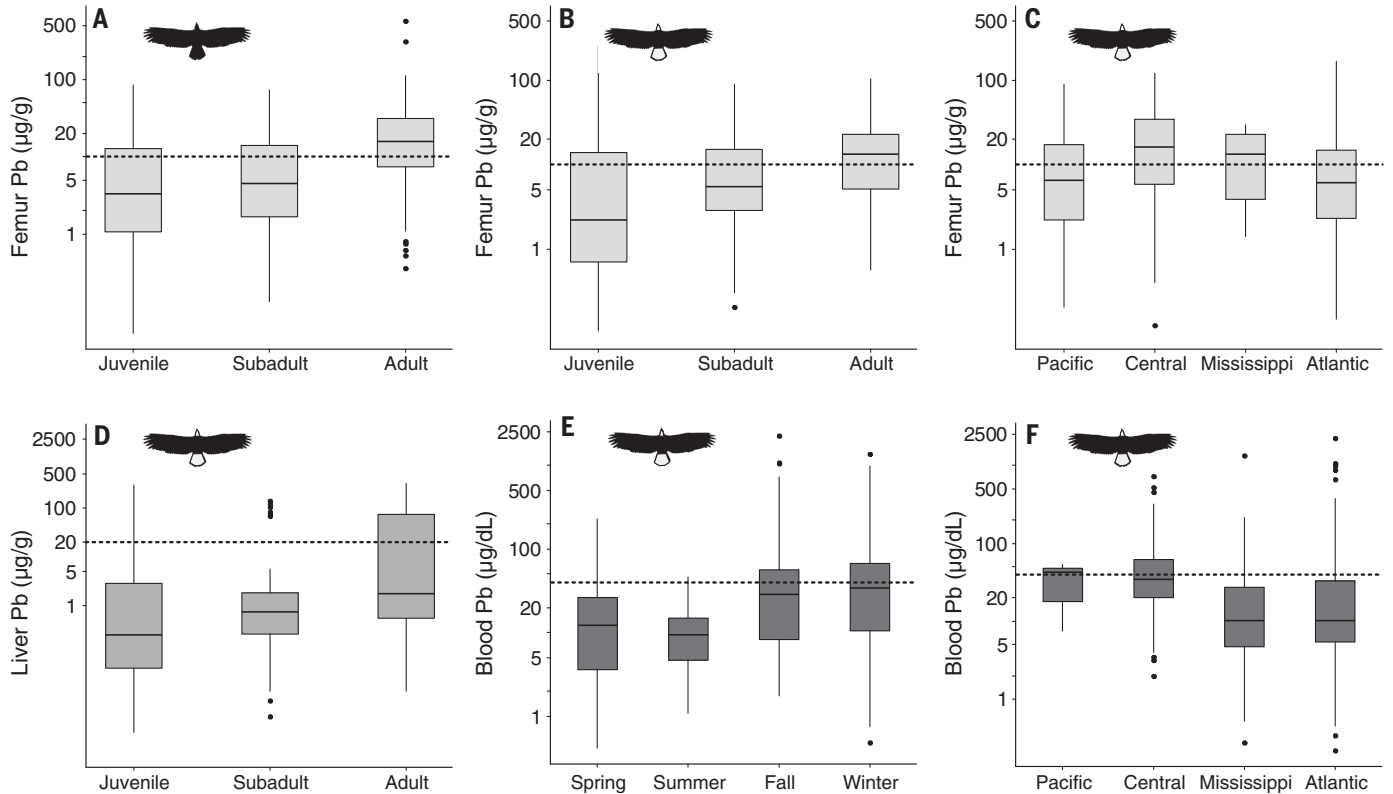 A
Femur Pb (µg/g)
500
100
20
5
1
Juvenile Subadult Adult
B
Femur Pb (µg/g)
500
100
20
5
1
Juvenile Subadult Adult
C
Femur Pb (µg/g)
500
100
20
5
1
Pacific Central Mississippi Atlantic
D
Liver Pb (µg/g)
2500
500
100
20
5
1
Juvenile Subadult Adult
E
Blood Pb (µg/dL)
2500
500
100
20
5
1
Spring Summer Fall Winter
F
Blood Pb (µg/dL)
2500
500
100
20
5
1
Pacific Central Mississippi Atlantic